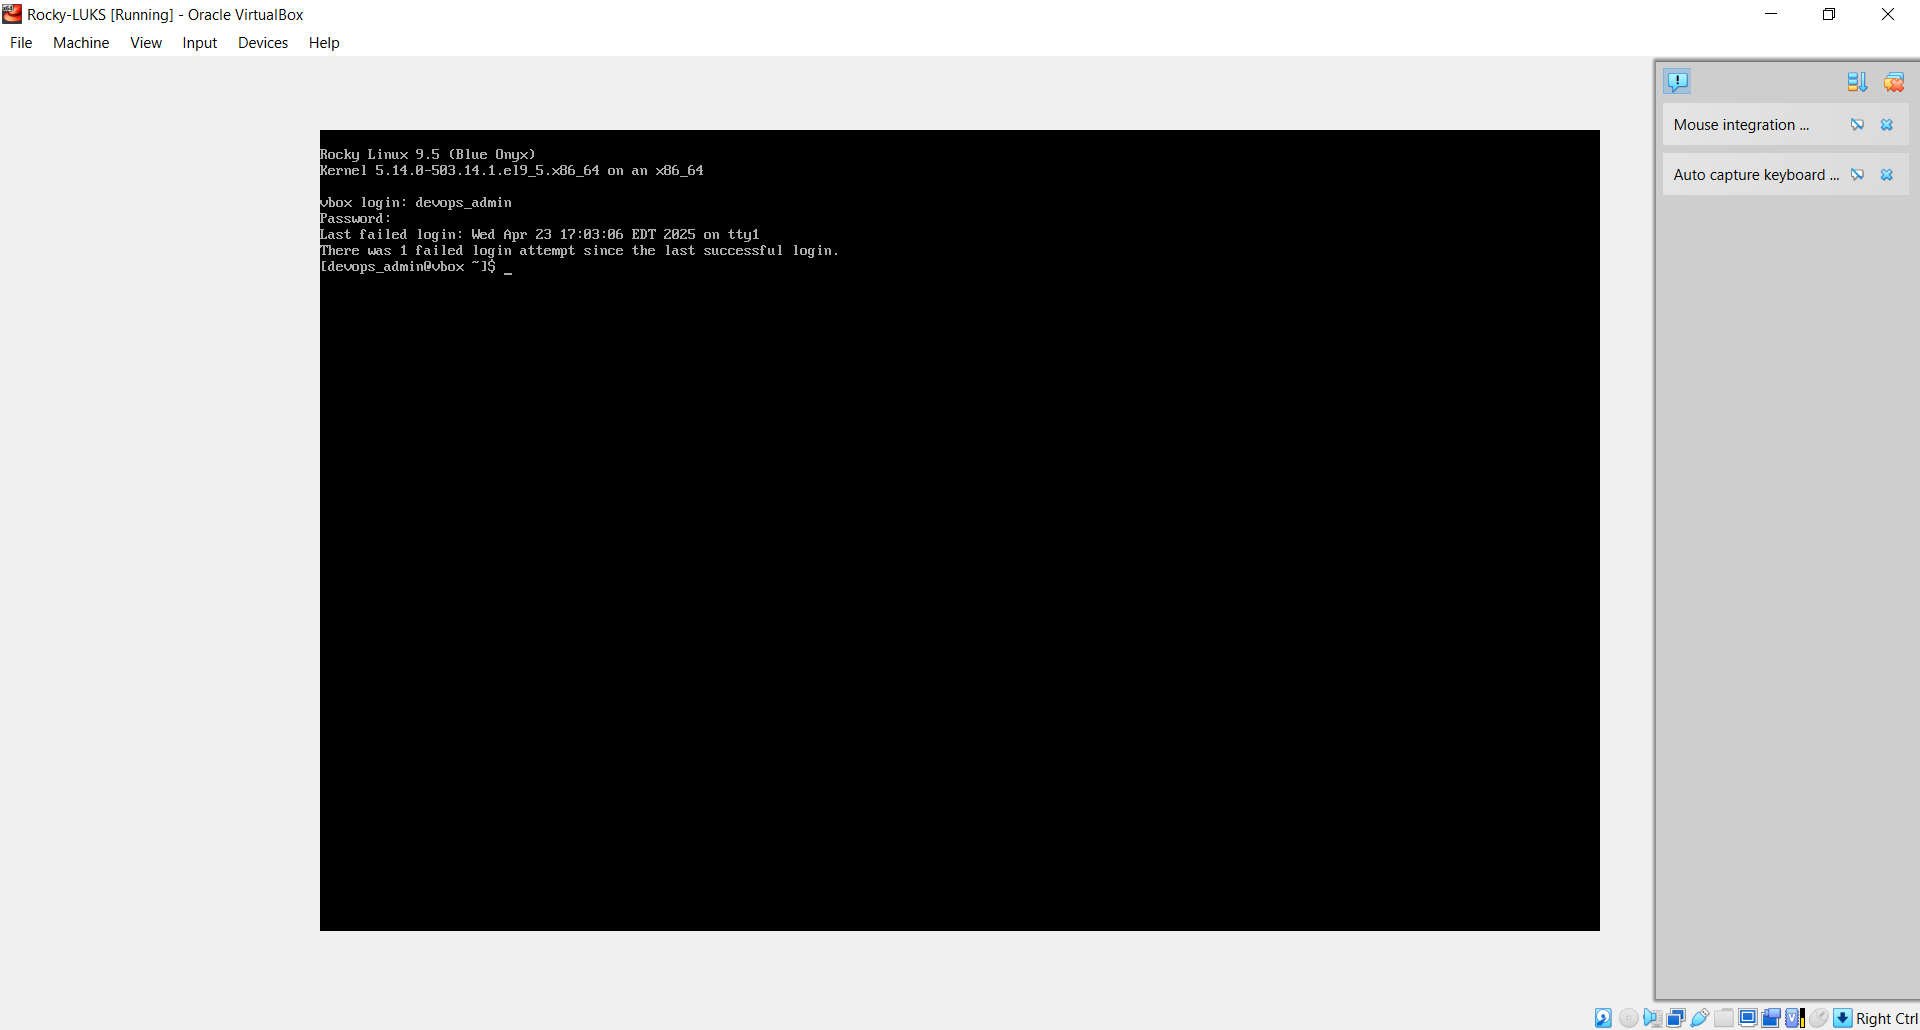 Rocky-LUKS [Running] - Oracle VirtualBox
File Machine View Input Devices Help
Mouse integration ...
Auto capture keyboard ...
Rocky Linux 9.5 (Blue Onyx)
Kernel 5.14.0-503.14.1.el9_5.x86_64 on an x86_64
vbox login: devops_admin
Password:
Last failed login: Wed Apr 23 17:03:06 EDT 2025 on tty1
There was 1 failed login attempt since the last successful login.
[devops_admin@vbox ~]$ _
Right Ctrl